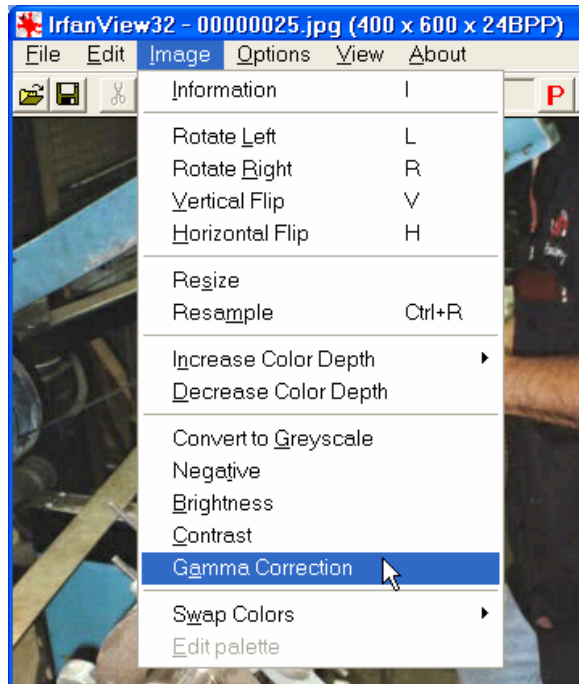 IrfanView32 - 00000025.jpg (400 x 600 x 24BPP)
File Edit Image Options View About
P
Information I
Rotate Left L
Rotate Right R
Vertical Flip V
Horizontal Flip H
Resize
Resample Ctrl+R
Increase Color Depth
Decrease Color Depth
Convert to Greyscale
Negative
Brightness
Contrast
Gamma Correction
Swap Colors
Edit palette